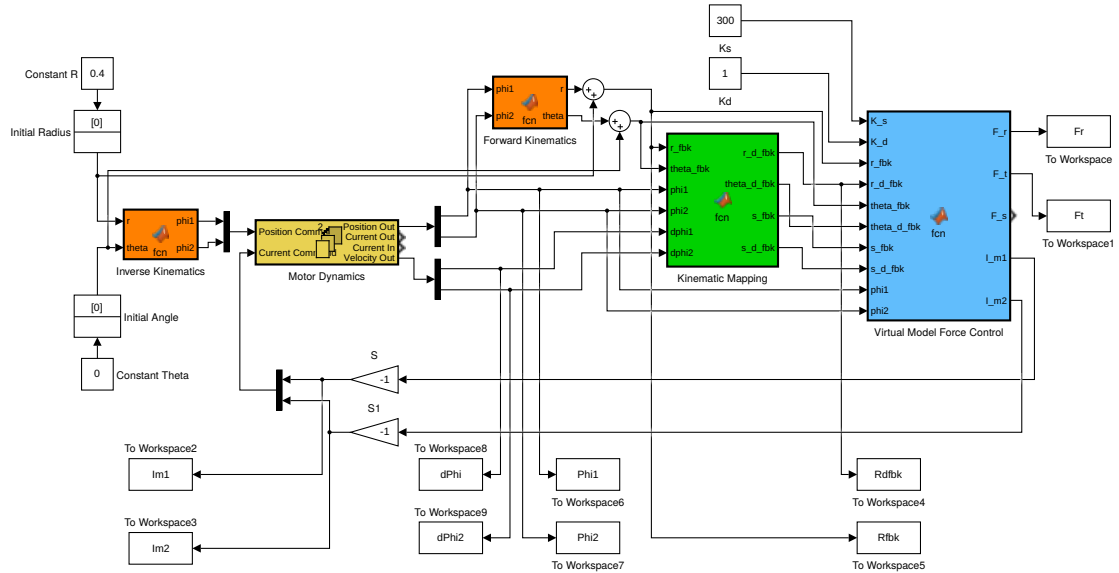 300
Ks
1
Kd
Constant R
0.4
[0]
Initial Radius
phi1
r
phi2
theta
fcn
Forward Kinematics
+
+
+
+
r
phi1
theta
phi2
fcn
Inverse Kinematics
2
Position Out
Position Comm
Current Out
Current In
Current Comm d
Velocity Out
Motor Dynamics
r_fbk
r_d_fbk
theta_fbk
phi1
theta_d_fbk
phi2
s_fbk
dphi1
dphi2
s_d_fbk
fcn
Kinematic Mapping
K_s
F_r
K_d
r_fbk
F_t
r_d_fbk
theta_fbk
F_s
theta_d_fbk
s_fbk
I_m1
s_d_fbk
phi1
I_m2
phi2
fcn
Virtual Model Force Control
Fr
To Workspace
Ft
To Workspace1
[0]
Initial Angle
0
Constant Theta
S
-1
S1
-1
To Workspace2
Im1
To Workspace3
Im2
To Workspace8
dPhi
To Workspace9
dPhi2
Phi1
To Workspace6
Phi2
To Workspace7
Rdfbk
To Workspace4
Rfbk
To Workspace5